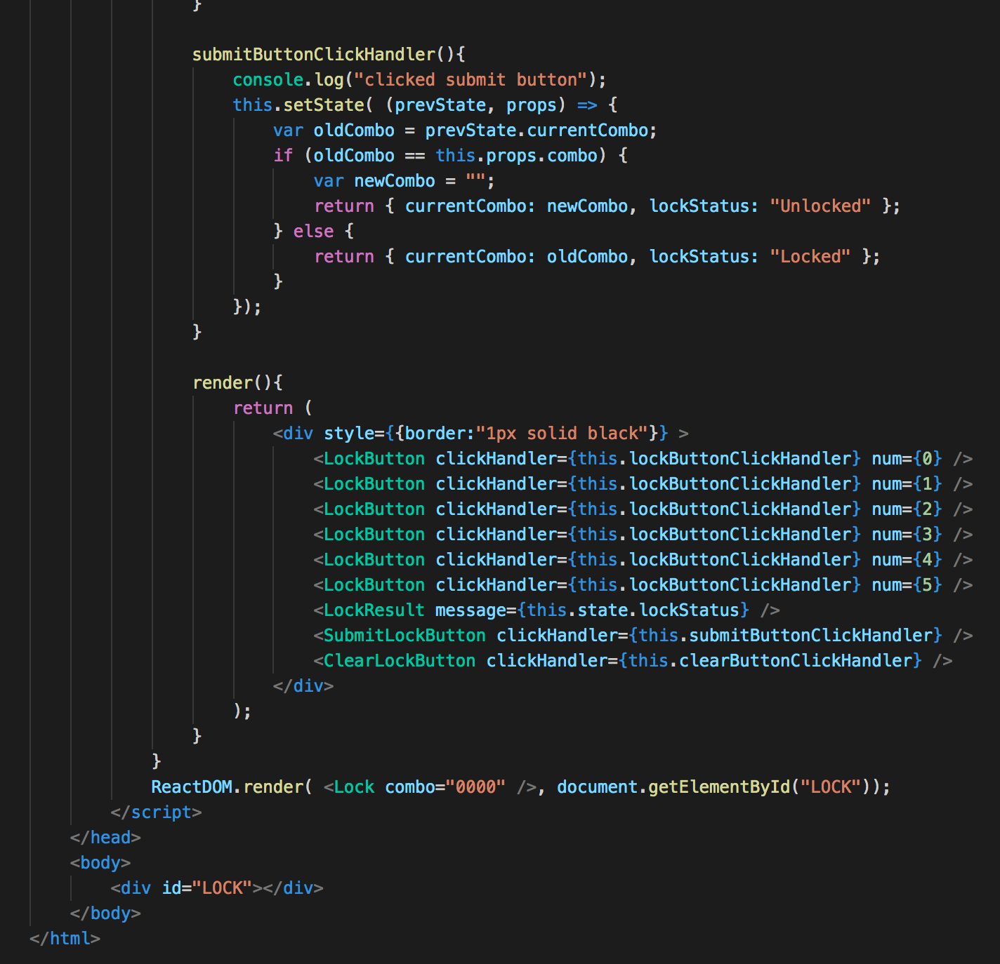 }
submitButtonClickHandler(){
console.log("clicked submit button");
this.setState( (prevState, props) => {
var oldCombo = prevState.currentCombo;
if (oldCombo == this.props.combo) {
var newCombo = "";
return { currentCombo: newCombo, lockStatus: "Unlocked" };
} else {
return { currentCombo: oldCombo, lockStatus: "Locked" };
}
});
}
render(){
return (
<div style={{border:"1px solid black"}} >
<LockButton clickHandler={this.lockButtonClickHandler} num={0} />
<LockButton clickHandler={this.lockButtonClickHandler} num={1} />
<LockButton clickHandler={this.lockButtonClickHandler} num={2} />
<LockButton clickHandler={this.lockButtonClickHandler} num={3} />
<LockButton clickHandler={this.lockButtonClickHandler} num={4} />
<LockButton clickHandler={this.lockButtonClickHandler} num={5} />
<LockResult message={this.state.lockStatus} />
<SubmitLockButton clickHandler={this.submitButtonClickHandler} />
<ClearLockButton clickHandler={this.clearButtonClickHandler} />
</div>
);
}
}
ReactDOM.render( <Lock combo="0000" />, document.getElementById("LOCK"));
</script>
</head>
<body>
<div id="LOCK"></div>
</body>
</html>